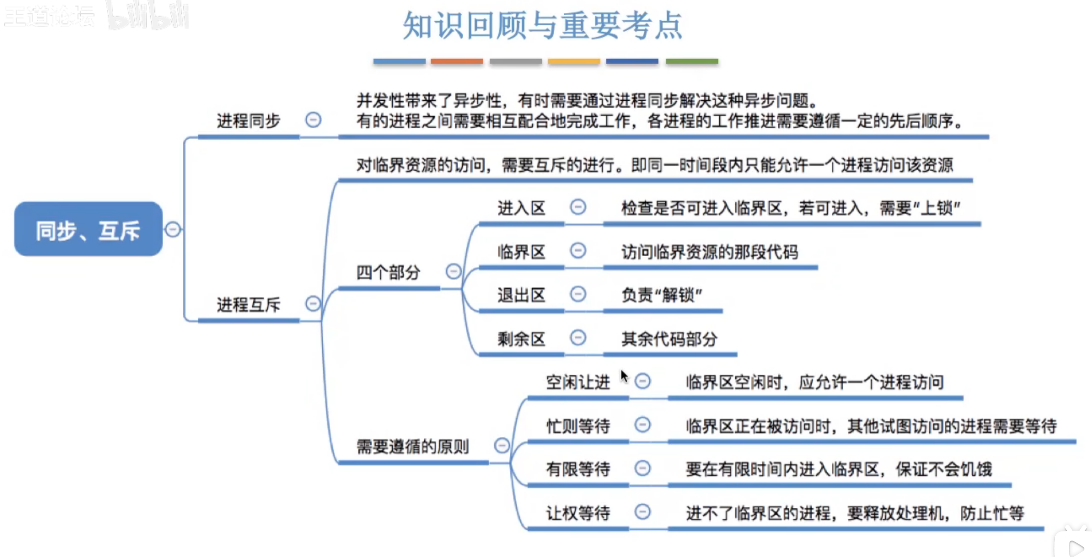 王道论坛 bilibili
知识回顾与重要考点
并发性带来了异步性，有时需要通过进程同步解决这种异步问题。
进程同步
有的进程之间需要相互配合地完成工作，各进程的工作推进需要遵循一定的先后顺序。
对临界资源的访问，需要互斥的进行。即同一时间段内只能允许一个进程访问该资源
进入区 检查是否可进入临界区，若可进入，需要“上锁”
同步、互斥
临界区 访问临界资源的那段代码
四个部分
退出区 负责“解锁”
进程互斥
剩余区 其余代码部分
空闲让进 临界区空闲时，应允许一个进程访问
忙则等待 临界区正在被访问时，其他试图访问的进程需要等待
需要遵循的原则
有限等待 要在有限时间内进入临界区，保证不会饥饿
让权等待 进不了临界区的进程，要释放处理机，防止忙等